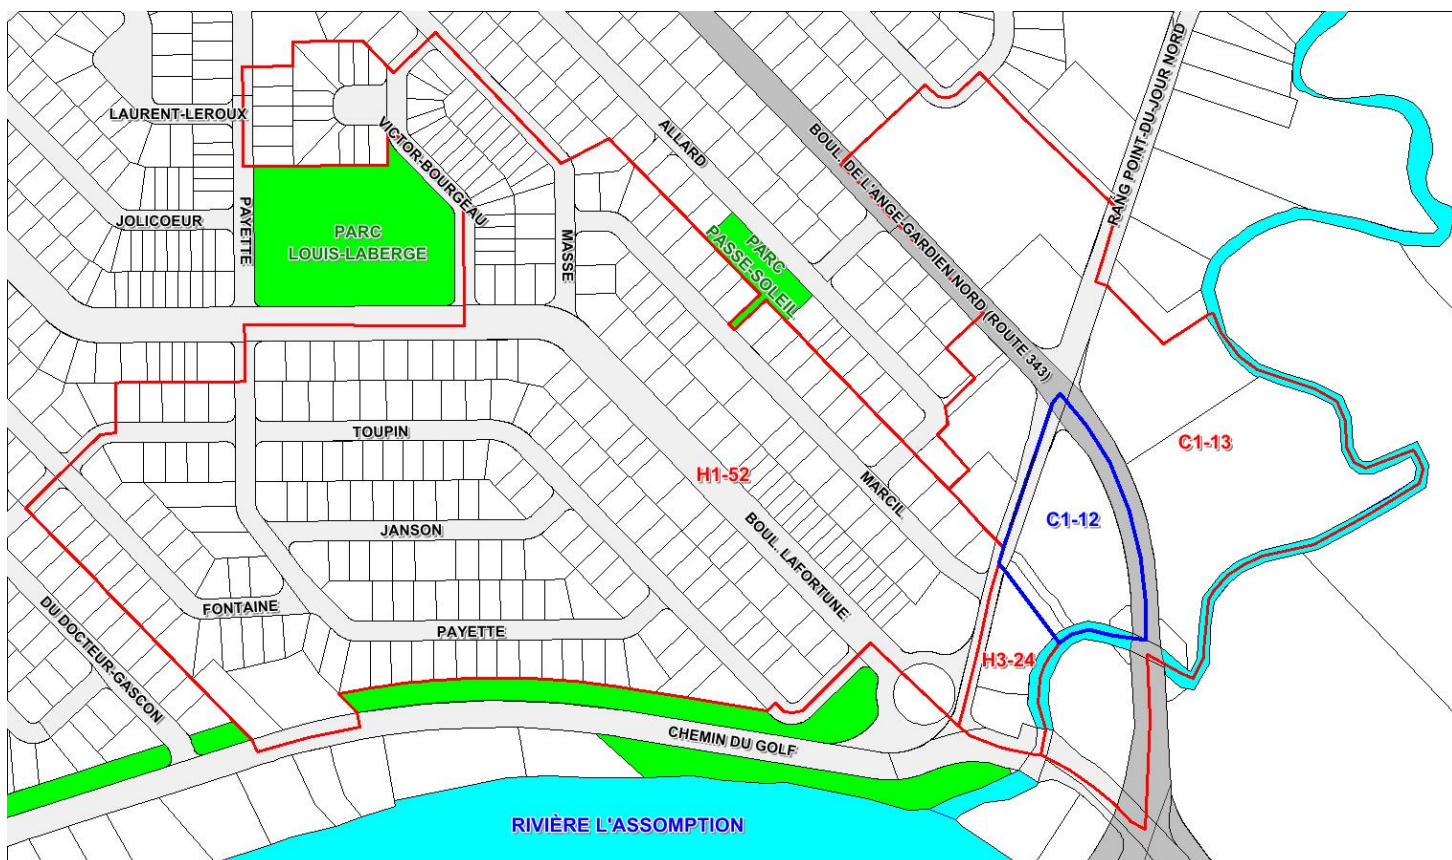 LAURENT-LEROUX
VICTOR-BOURGEAU
ALLARD
BOUL. DE L'ANGE-GARDIEN NORD (ROUTE 343)
RANG POINT-DU-JOUR NORD
JOLICOEUR
PAYETTE
PARC
LOUIS-LABERGE
MASSE
PARC
PASSE-SOLEIL
TOUPIN
H1-52
C1-13
MARCIL
C1-12
JANSON
BOUL. LAFORTUNE
FONTAINE
DU DOCTEUR-GASCON
PAYETTE
H3-24
CHEMIN DU GOLF
RIVIÈRE L'ASSOMPTION